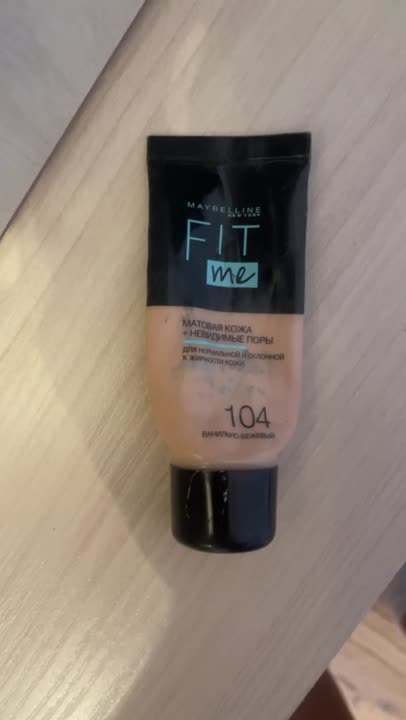 MAYBELLINE
NEW YORK
FIT
me
МАТОВАЯ КОЖА
+ НЕВИДИМЫЕ ПОРЫ
ДЛЯ НОРМАЛЬНОЙ И СКЛОННОЙ
К ЖИРНОСТИ КОЖИ
104
ВАНИЛЬНО-БЕЖЕВЫЙ